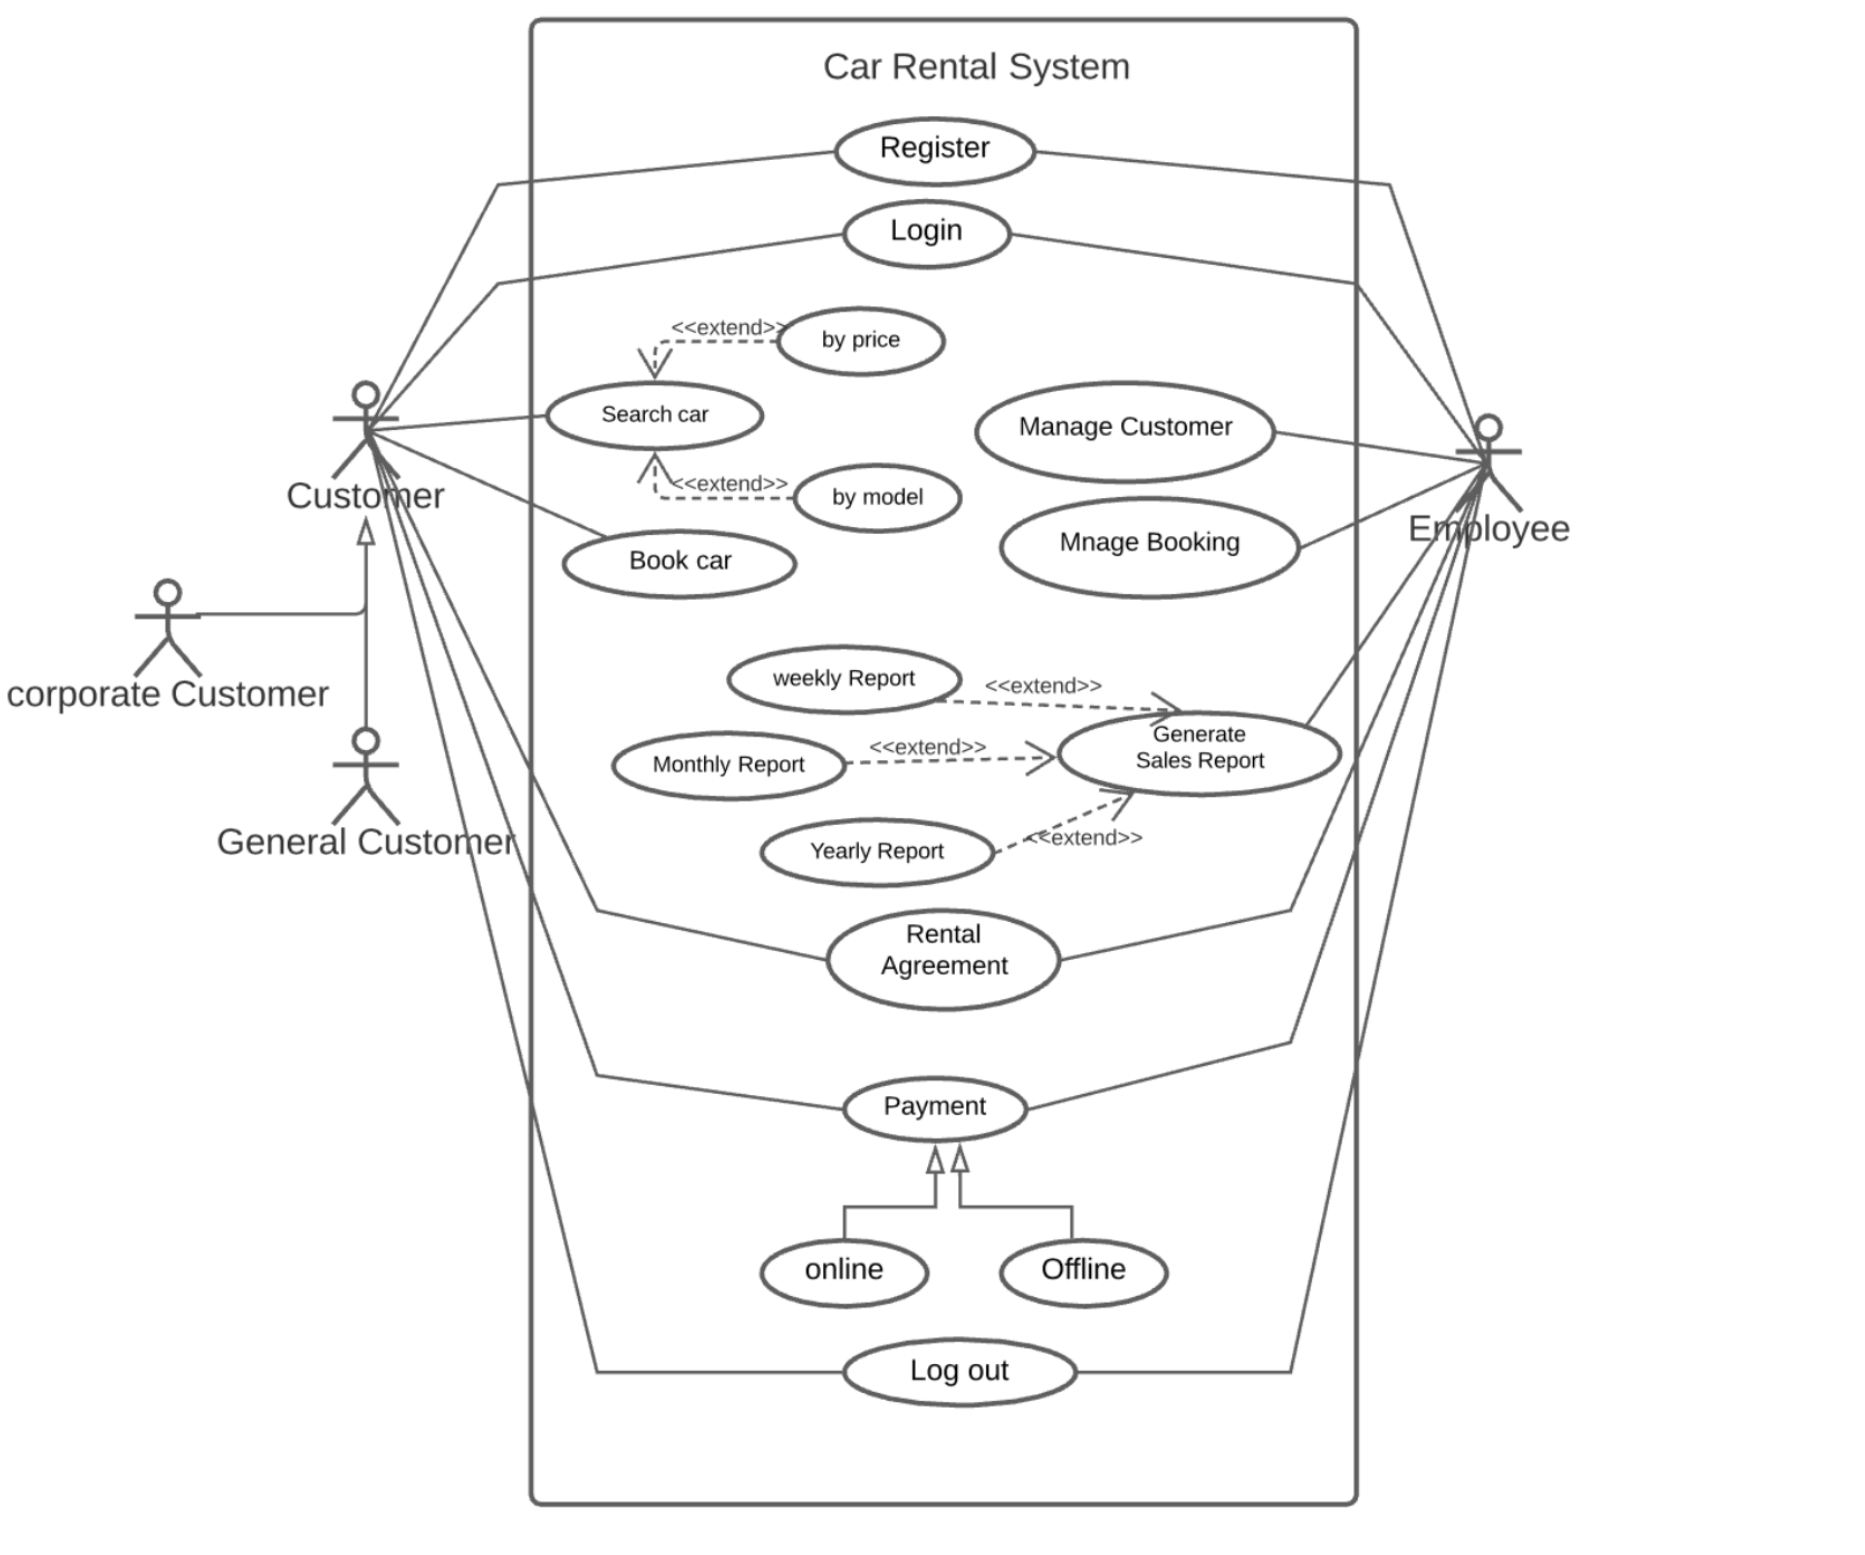 Car Rental System
Register
Login
<<extend>>
by price
Search car
Manage Customer
<<extend>>
by model
Customer
Mnage Booking
Employee
Book car
corporate Customer
weekly Report
<<extend>>
Generate
Sales Report
Monthly Report
<<extend>>
General Customer
Yearly Report
<<extend>>
Rental
Agreement
Payment
online
Offline
Log out